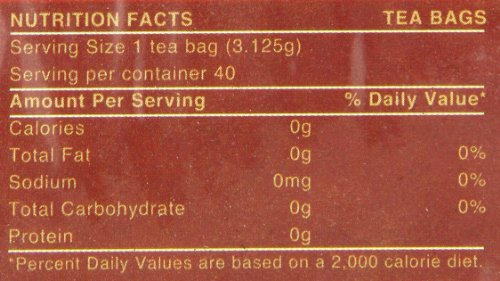 NUTRITION FACTS TEA BAGS
Serving Size 1 tea bag (3.125g)
Serving per container 40
Amount Per Serving % Daily Value*
Calories 0g
Total Fat 0g 0%
Sodium 0mg 0%
Total Carbohydrate 0g 0%
Protein 0g
*Percent Daily Values are based on a 2,000 calorie diet.